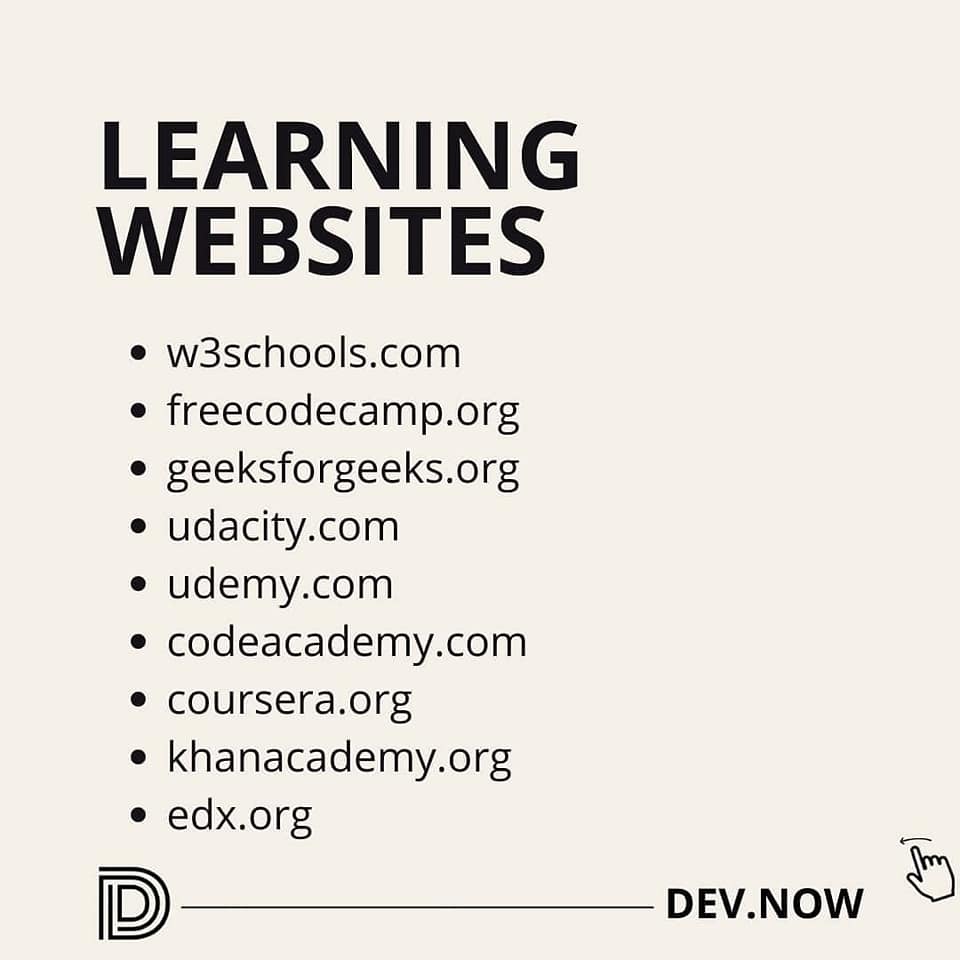 LEARNING
WEBSITES
• w3schools.com
• freecodecamp.org
• geeksforgeeks.org
• udacity.com
• udemy.com
• codeacademy.com
• coursera.org
• khanacademy.org
• edx.org
D DEV.NOW